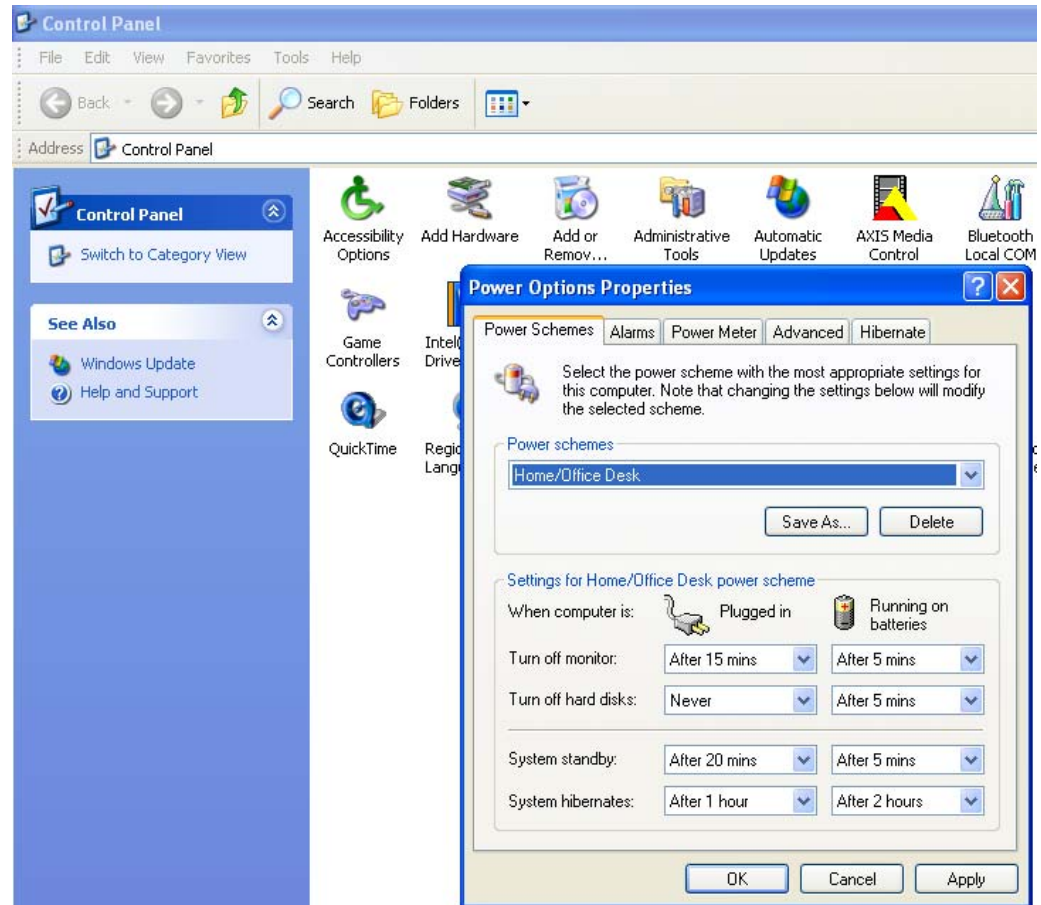 Control Panel
File Edit View Favorites Tools Help
Back Search Folders
Address Control Panel
Control Panel
Switch to Category View
See Also
Windows Update
Help and Support
Accessibility Options
Add Hardware
Add or Remov...
Administrative Tools
Automatic Updates
AXIS Media Control
Bluetooth Local COM
Game Controllers
QuickTime
Power Options Properties
Power Schemes Alarms Power Meter Advanced Hibernate
Select the power scheme with the most appropriate settings for
this computer. Note that changing the settings below will modify
the selected scheme.
Power schemes
Home/Office Desk
Save As... Delete
Settings for Home/Office Desk power scheme
When computer is: Plugged in Running on batteries
Turn off monitor: After 15 mins After 5 mins
Turn off hard disks: Never After 5 mins
System standby: After 20 mins After 5 mins
System hibernates: After 1 hour After 2 hours
OK Cancel Apply